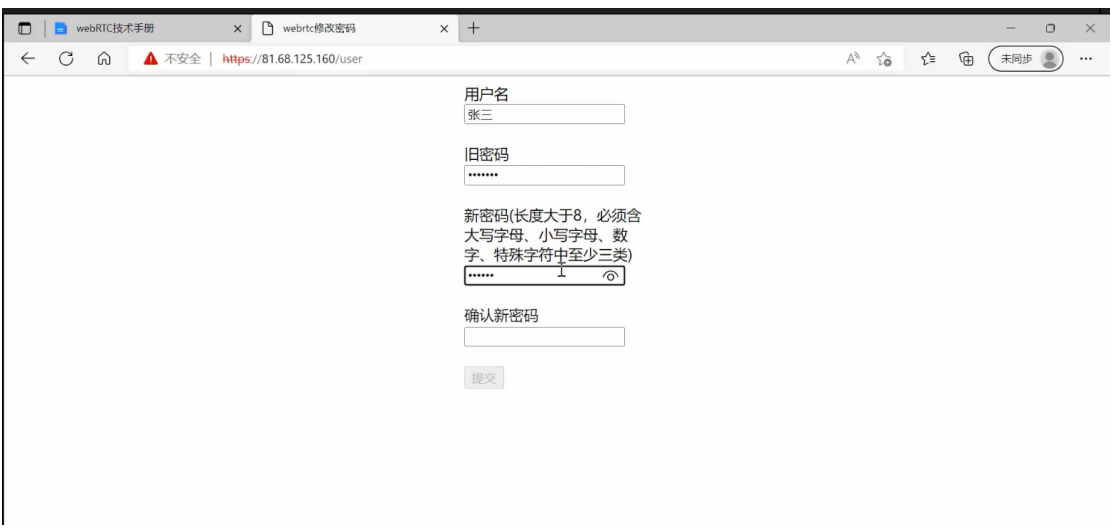 webRTC技术手册
webrtc修改密码
不安全 | https://81.68.125.160/user
未同步
用户名
张三
旧密码
•••••••
新密码(长度大于8，必须含
大写字母、小写字母、数
字、特殊字符中至少三类)
••••••
确认新密码
提交